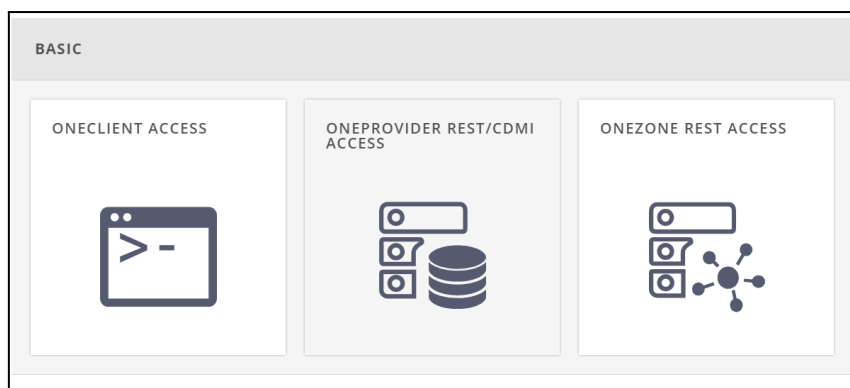 BASIC
ONECLIENT ACCESS
ONEPROVIDER REST/CDMI
ACCESS
ONEZONE REST ACCESS
>-